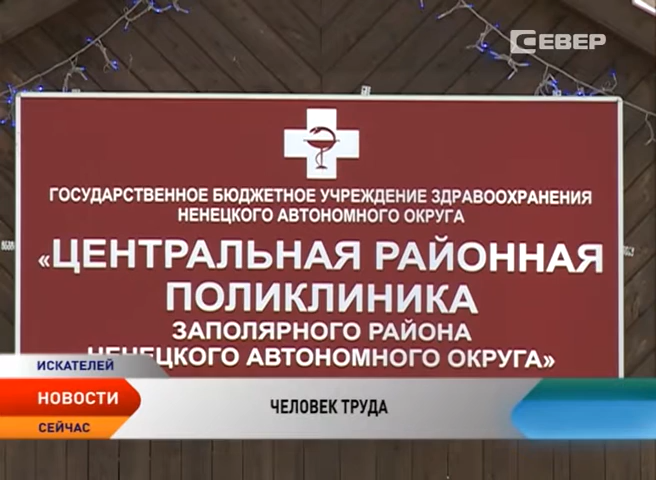 СЕВЕР
ГОСУДАРСТВЕННОЕ БЮДЖЕТНОЕ УЧРЕЖДЕНИЕ ЗДРАВООХРАНЕНИЯ
НЕНЕЦКОГО АВТОНОМНОГО ОКРУГА
«ЦЕНТРАЛЬНАЯ РАЙОННАЯ
ПОЛИКЛИНИКА
ЗАПОЛЯРНОГО РАЙОНА
НЕНЕЦКОГО АВТОНОМНОГО ОКРУГА»
ИСКАТЕЛЕЙ
НОВОСТИ
СЕЙЧАС
ЧЕЛОВЕК ТРУДА